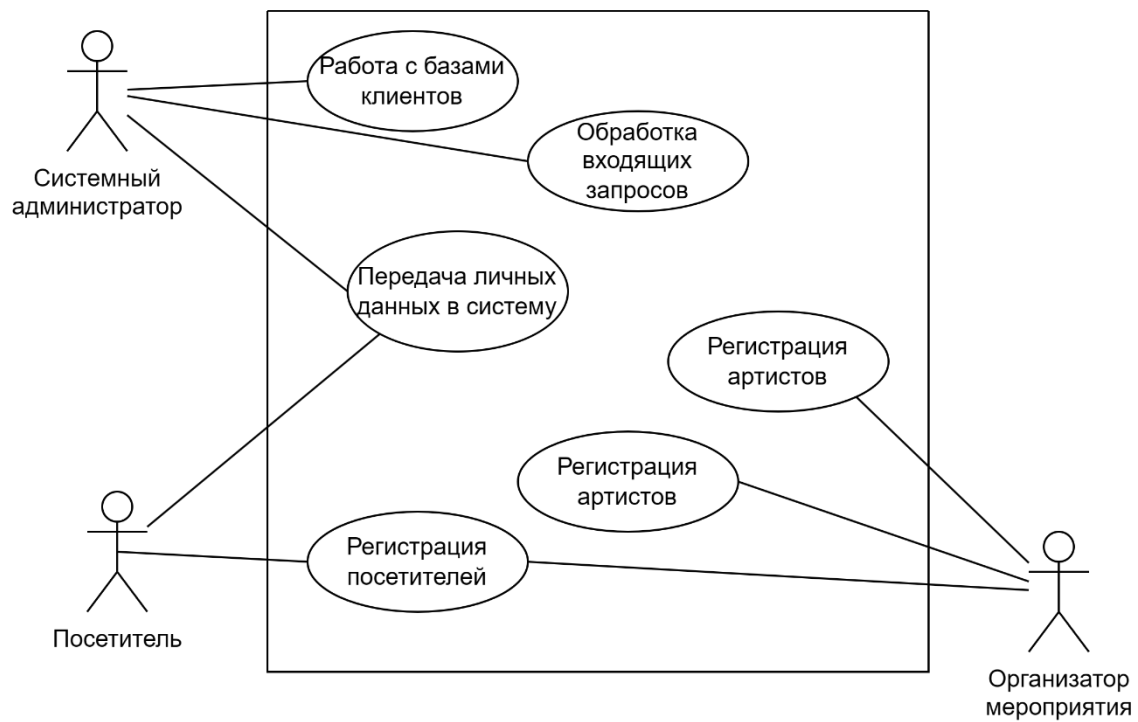 Работа с базами
клиентов
Обработка
входящих
запросов
Системный
администратор
Передача личных
данных в систему
Регистрация
артистов
Регистрация
артистов
Регистрация
посетителей
Посетитель
Организатор
мероприятия